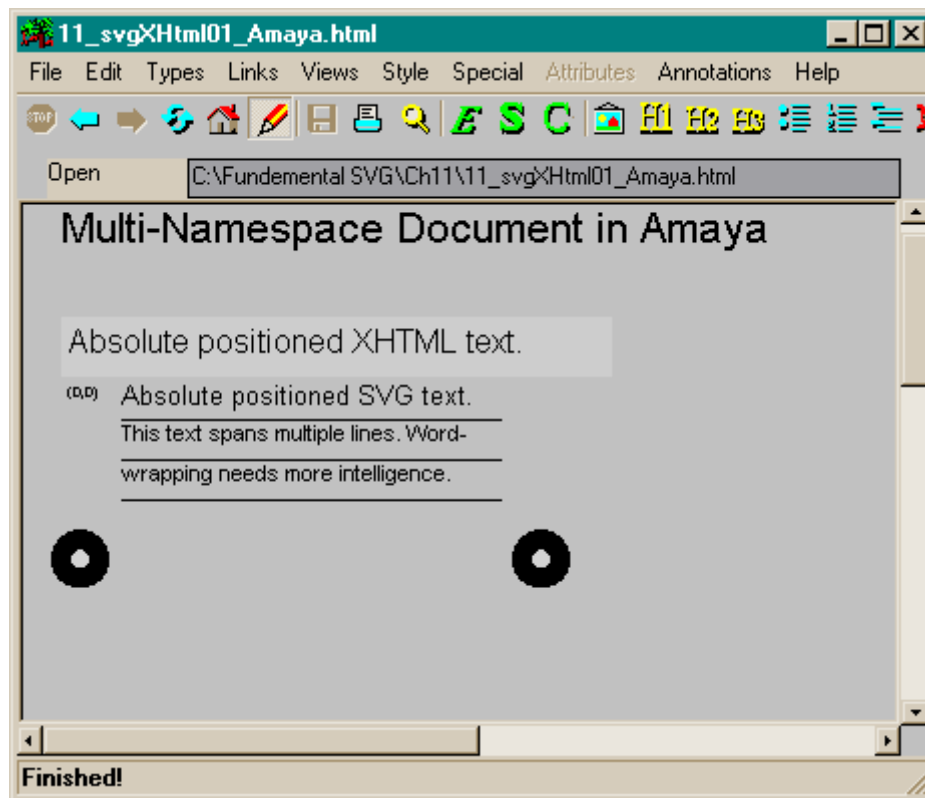 11_svgXHtml01_Amaya.html
File Edit Types Links Views Style Special Attributes Annotations Help
STOP E S C H1 H2 H3
Open C:\Fundemental SVG\Ch11\11_svgXHtml01_Amaya.html
Multi-Namespace Document in Amaya
Absolute positioned XHTML text.
(0,0) Absolute positioned SVG text.
This text spans multiple lines. Word-
wrapping needs more intelligence.
Finished!